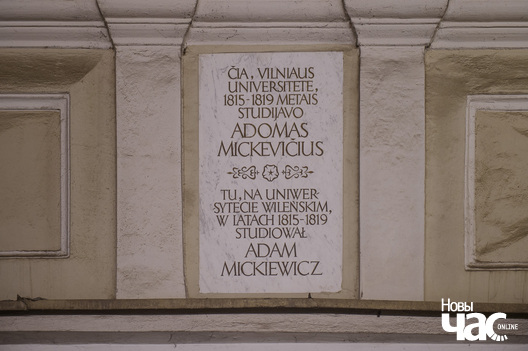 ČIA, VILNIAUS
UNIVERSITETE,
1815-1819 METAIS
STUDIJAVO
ADOMAS
MICKEVIČIUS
TU, NA UNIWER-
SYTECIE WILEŃSKIM,
W LATACH 1815-1819
STUDIOWAŁ
ADAM
MICKIEWICZ
Новы
Час
ONLINE